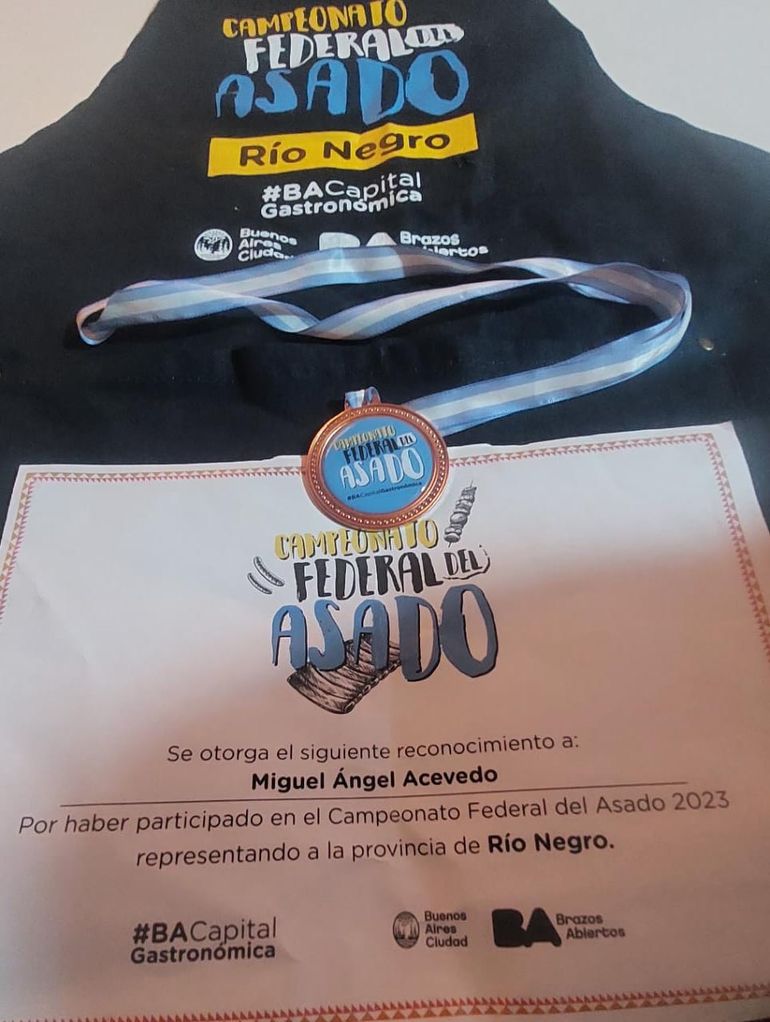 CAMPEONATO
FEDERAL DEL
ASADO
Río Negro
#BACapital
Gastronómica
Buenos
Aires
Ciudad
BA
Brazos
Abiertos
CAMPEONATO
FEDERAL DEL
ASADO
#BACapitalGastronómica
CAMPEONATO
FEDERAL DEL
ASADO
Se otorga el siguiente reconocimiento a:
Miguel Ángel Acevedo
Por haber participado en el Campeonato Federal del Asado 2023
representando a la provincia de Río Negro.
#BACapital
Gastronómica
Buenos
Aires
Ciudad
BA
Brazos
Abiertos